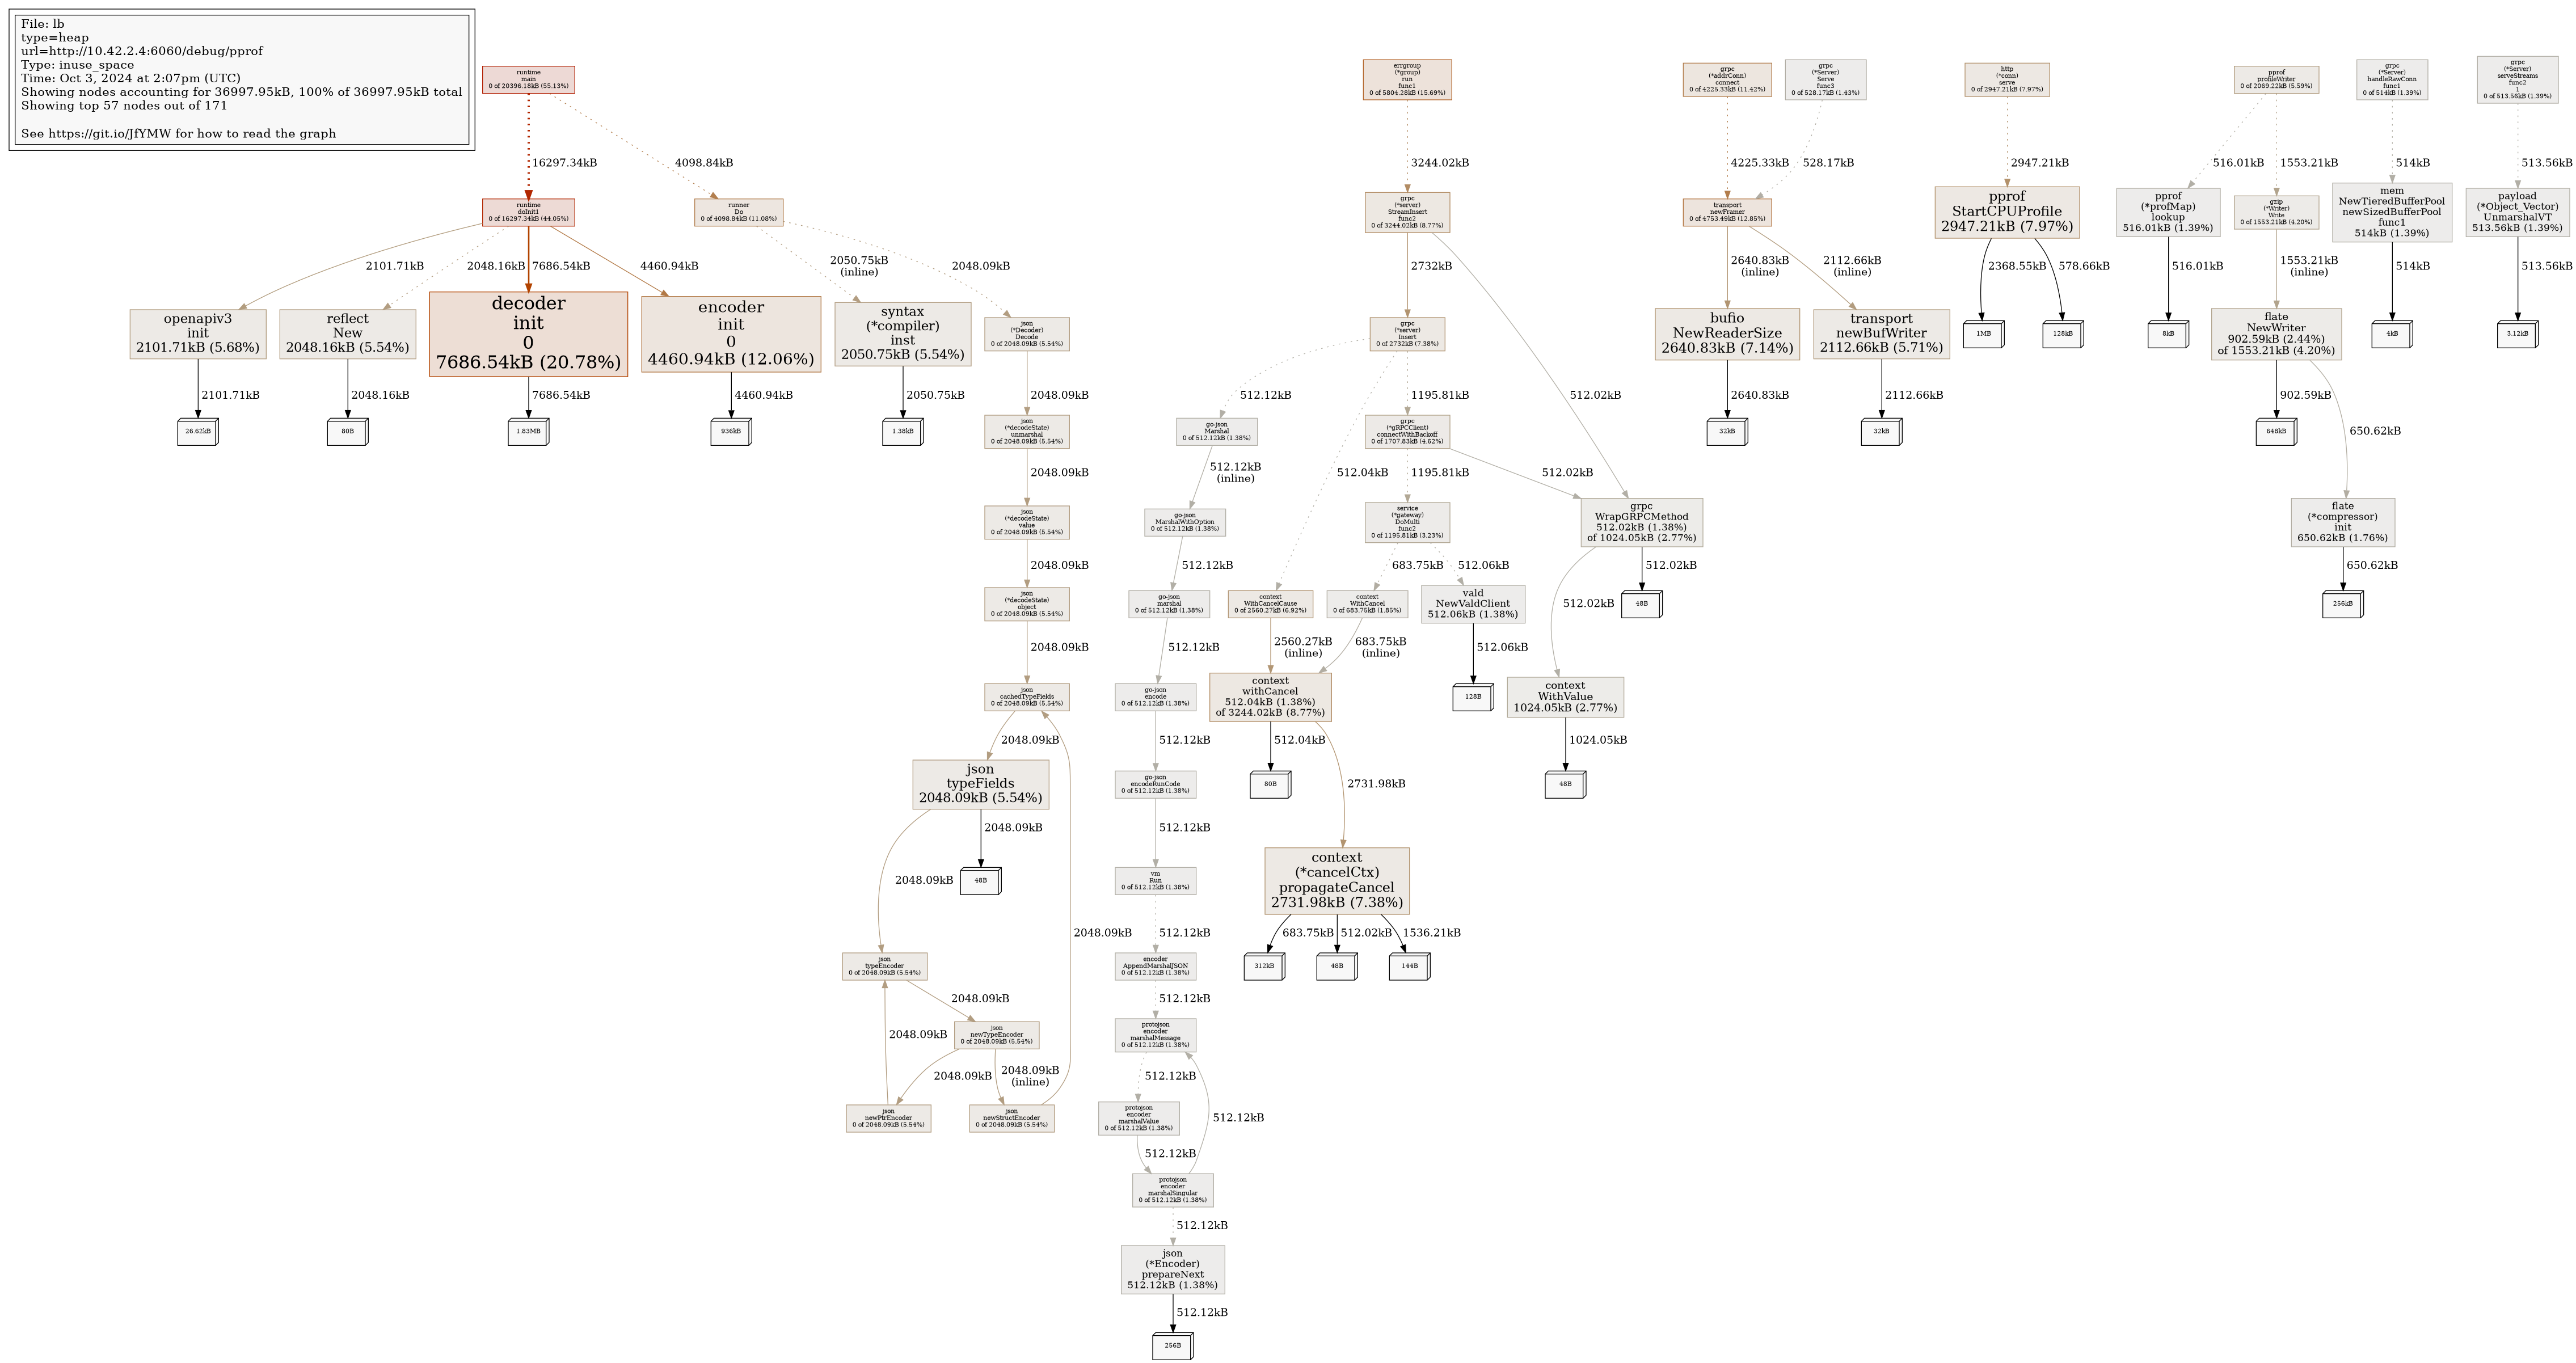 File: lb
type=heap
url=http://10.42.2.4:6060/debug/pprof
Type: inuse_space
Time: Oct 3, 2024 at 2:07pm (UTC)
Showing nodes accounting for 36997.95kB, 100% of 36997.95kB total
Showing top 57 nodes out of 171
See https://git.io/JfYMW for how to read the graph
runtime
main
0 of 20396.18kB (55.13%)
16297.34kB
4098.84kB
runtime
doInit1
0 of 16297.34kB (44.05%)
runner
Do
0 of 4098.84kB (11.08%)
2101.71kB
2048.16kB
7686.54kB
4460.94kB
2050.75kB
(inline)
2048.09kB
openapiv3
init
2101.71kB (5.68%)
reflect
New
2048.16kB (5.54%)
decoder
init
0
7686.54kB (20.78%)
encoder
init
0
4460.94kB (12.06%)
syntax
(*compiler)
inst
2050.75kB (5.54%)
json
(*Decoder)
Decode
0 of 2048.09kB (5.54%)
2101.71kB
2048.16kB
7686.54kB
4460.94kB
2050.75kB
2048.09kB
26.62kB
80B
1.83MB
936kB
1.38kB
json
(*decodeState)
unmarshal
0 of 2048.09kB (5.54%)
2048.09kB
json
(*decodeState)
value
0 of 2048.09kB (5.54%)
2048.09kB
json
(*decodeState)
object
0 of 2048.09kB (5.54%)
2048.09kB
json
cachedTypeFields
0 of 2048.09kB (5.54%)
2048.09kB
json
typeFields
2048.09kB (5.54%)
2048.09kB
2048.09kB
48B
2048.09kB
json
typeEncoder
0 of 2048.09kB (5.54%)
2048.09kB
json
newTypeEncoder
0 of 2048.09kB (5.54%)
2048.09kB
2048.09kB
2048.09kB
(inline)
json
newPtrEncoder
0 of 2048.09kB (5.54%)
json
newStructEncoder
0 of 2048.09kB (5.54%)
errgroup
(*group)
run
func1
0 of 5804.28kB (15.69%)
3244.02kB
grpc
(*server)
StreamInsert
func2
0 of 3244.02kB (8.77%)
2732kB
512.02kB
grpc
(*server)
Insert
0 of 2732kB (7.38%)
512.12kB
512.04kB
1195.81kB
go-json
Marshal
0 of 512.12kB (1.38%)
512.12kB
(inline)
go-json
MarshalWithOption
0 of 512.12kB (1.38%)
512.12kB
go-json
marshal
0 of 512.12kB (1.38%)
512.12kB
go-json
encode
0 of 512.12kB (1.38%)
512.12kB
go-json
encodeRunCode
0 of 512.12kB (1.38%)
512.12kB
vm
Run
0 of 512.12kB (1.38%)
512.12kB
encoder
AppendMarshalJSON
0 of 512.12kB (1.38%)
512.12kB
protojson
encoder
marshalMessage
0 of 512.12kB (1.38%)
512.12kB
protojson
encoder
marshalValue
0 of 512.12kB (1.38%)
512.12kB
512.12kB
protojson
encoder
marshalSingular
0 of 512.12kB (1.38%)
512.12kB
json
(*Encoder)
prepareNext
512.12kB (1.38%)
512.12kB
256B
grpc
(*gRPCClient)
connectWithBackoff
0 of 1707.83kB (4.62%)
1195.81kB
512.02kB
service
(*gateway)
DoMulti
func2
0 of 1195.81kB (3.23%)
683.75kB
512.06kB
context
WithCancelCause
0 of 2560.27kB (6.92%)
context
WithCancel
0 of 683.75kB (1.85%)
vald
NewValdClient
512.06kB (1.38%)
2560.27kB
(inline)
683.75kB
(inline)
512.06kB
128B
context
withCancel
512.04kB (1.38%)
of 3244.02kB (8.77%)
512.04kB
80B
2731.98kB
context
(*cancelCtx)
propagateCancel
2731.98kB (7.38%)
683.75kB
512.02kB
1536.21kB
312kB
48B
144B
grpc
WrapGRPCMethod
512.02kB (1.38%)
of 1024.05kB (2.77%)
512.02kB
512.02kB
48B
context
WithValue
1024.05kB (2.77%)
1024.05kB
48B
grpc
(*addrConn)
connect
0 of 4225.33kB (11.42%)
grpc
(*Server)
Serve
func3
0 of 528.17kB (1.43%)
4225.33kB
528.17kB
transport
newFramer
0 of 4753.49kB (12.85%)
2640.83kB
(inline)
2112.66kB
(inline)
bufio
NewReaderSize
2640.83kB (7.14%)
transport
newBufWriter
2112.66kB (5.71%)
2640.83kB
2112.66kB
32kB
32kB
http
(*conn)
serve
0 of 2947.21kB (7.97%)
2947.21kB
pprof
StartCPUProfile
2947.21kB (7.97%)
2368.55kB
578.66kB
1MB
128kB
pprof
profileWriter
0 of 2069.22kB (5.59%)
516.01kB
1553.21kB
pprof
(*profMap)
lookup
516.01kB (1.39%)
516.01kB
8kB
gzip
(*Writer)
Write
0 of 1553.21kB (4.20%)
1553.21kB
(inline)
flate
NewWriter
902.59kB (2.44%)
of 1553.21kB (4.20%)
902.59kB
648kB
650.62kB
flate
(*compressor)
init
650.62kB (1.76%)
650.62kB
256kB
grpc
(*Server)
handleRawConn
func1
0 of 514kB (1.39%)
514kB
mem
NewTieredBufferPool
newSizedBufferPool
func1
514kB (1.39%)
514kB
4kB
grpc
(*Server)
serveStreams
func2
1
0 of 513.56kB (1.39%)
513.56kB
payload
(*Object_Vector)
UnmarshalVT
513.56kB (1.39%)
513.56kB
3.12kB